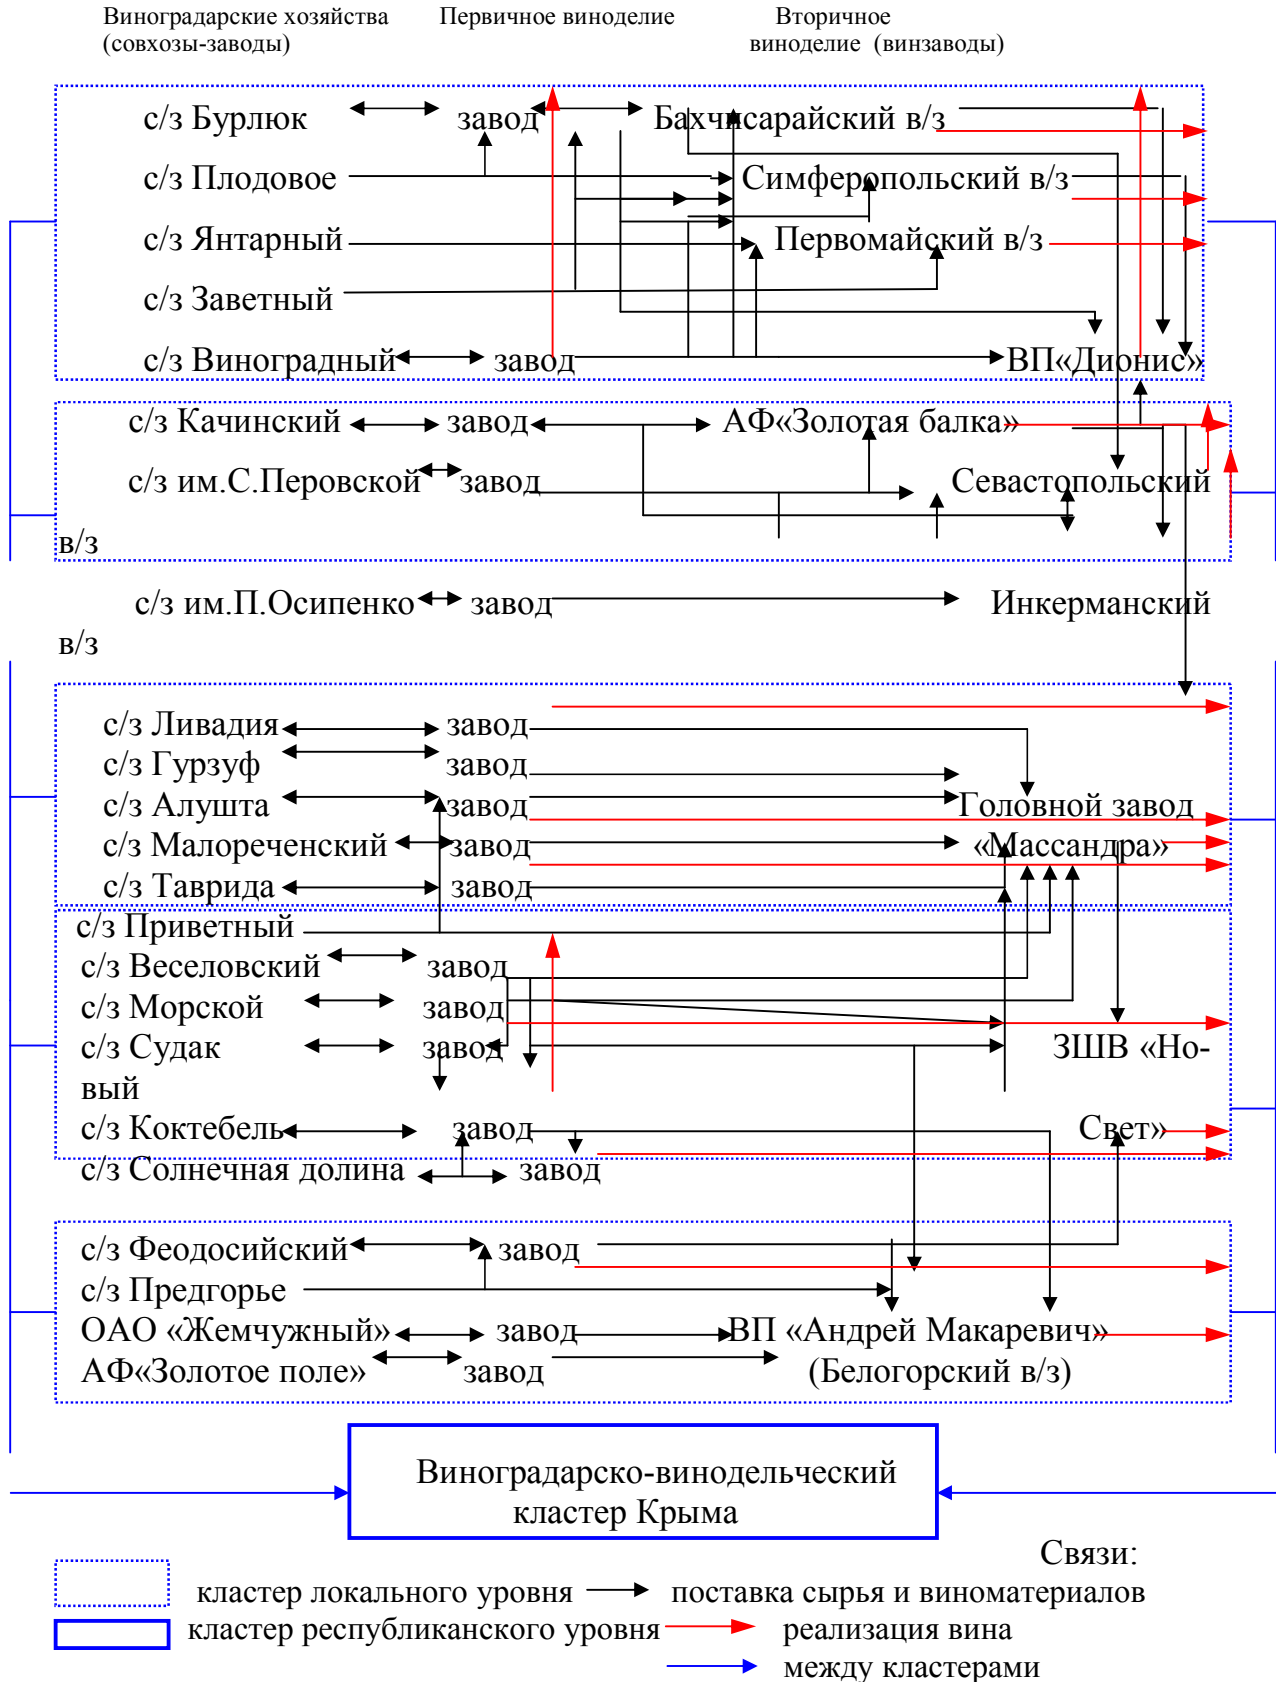 Виноградарские хозяйства Первичное виноделие Вторичное
(совхозы-заводы) виноделие (винзаводы)
с/з Бурлюк завод Бахчисарайский в/з
с/з Плодовое Симферопольский в/з
с/з Янтарный Первомайский в/з
с/з Заветный
с/з Виноградный завод ВП«Дионис»
с/з Качинский завод АФ«Золотая балка»
с/з им.С.Перовской завод Севастопольский
в/з
с/з им.П.Осипенко завод Инкерманский
в/з
с/з Ливадия завод
с/з Гурзуф завод
с/з Алушта завод Головной завод
с/з Малореченский завод «Массандра»
с/з Таврида завод
с/з Приветный
с/з Веселовский завод
с/з Морской завод
с/з Судак завод ЗШВ «Но-
вый
с/з Коктебель завод Свет»
с/з Солнечная долина завод
с/з Феодосийский завод
с/з Предгорье
ОАО «Жемчужный» завод ВП «Андрей Макаревич»
АФ«Золотое поле» завод (Белогорский в/з)
Виноградарско-винодельческий
кластер Крыма
Связи:
кластер локального уровня поставка сырья и виноматериалов
кластер республиканского уровня реализация вина
между кластерами